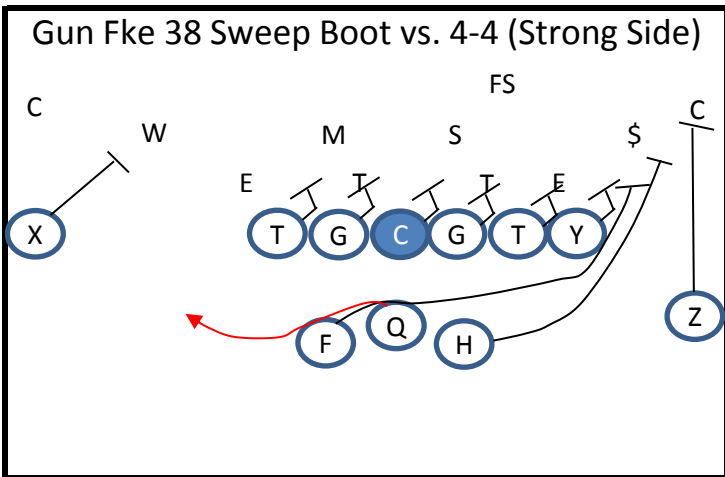 Gun Fke 38 Sweep Boot vs. 4-4 (Strong Side)
FS
C C
W M S $
E T T E
X T G C G T Y
F Q H Z